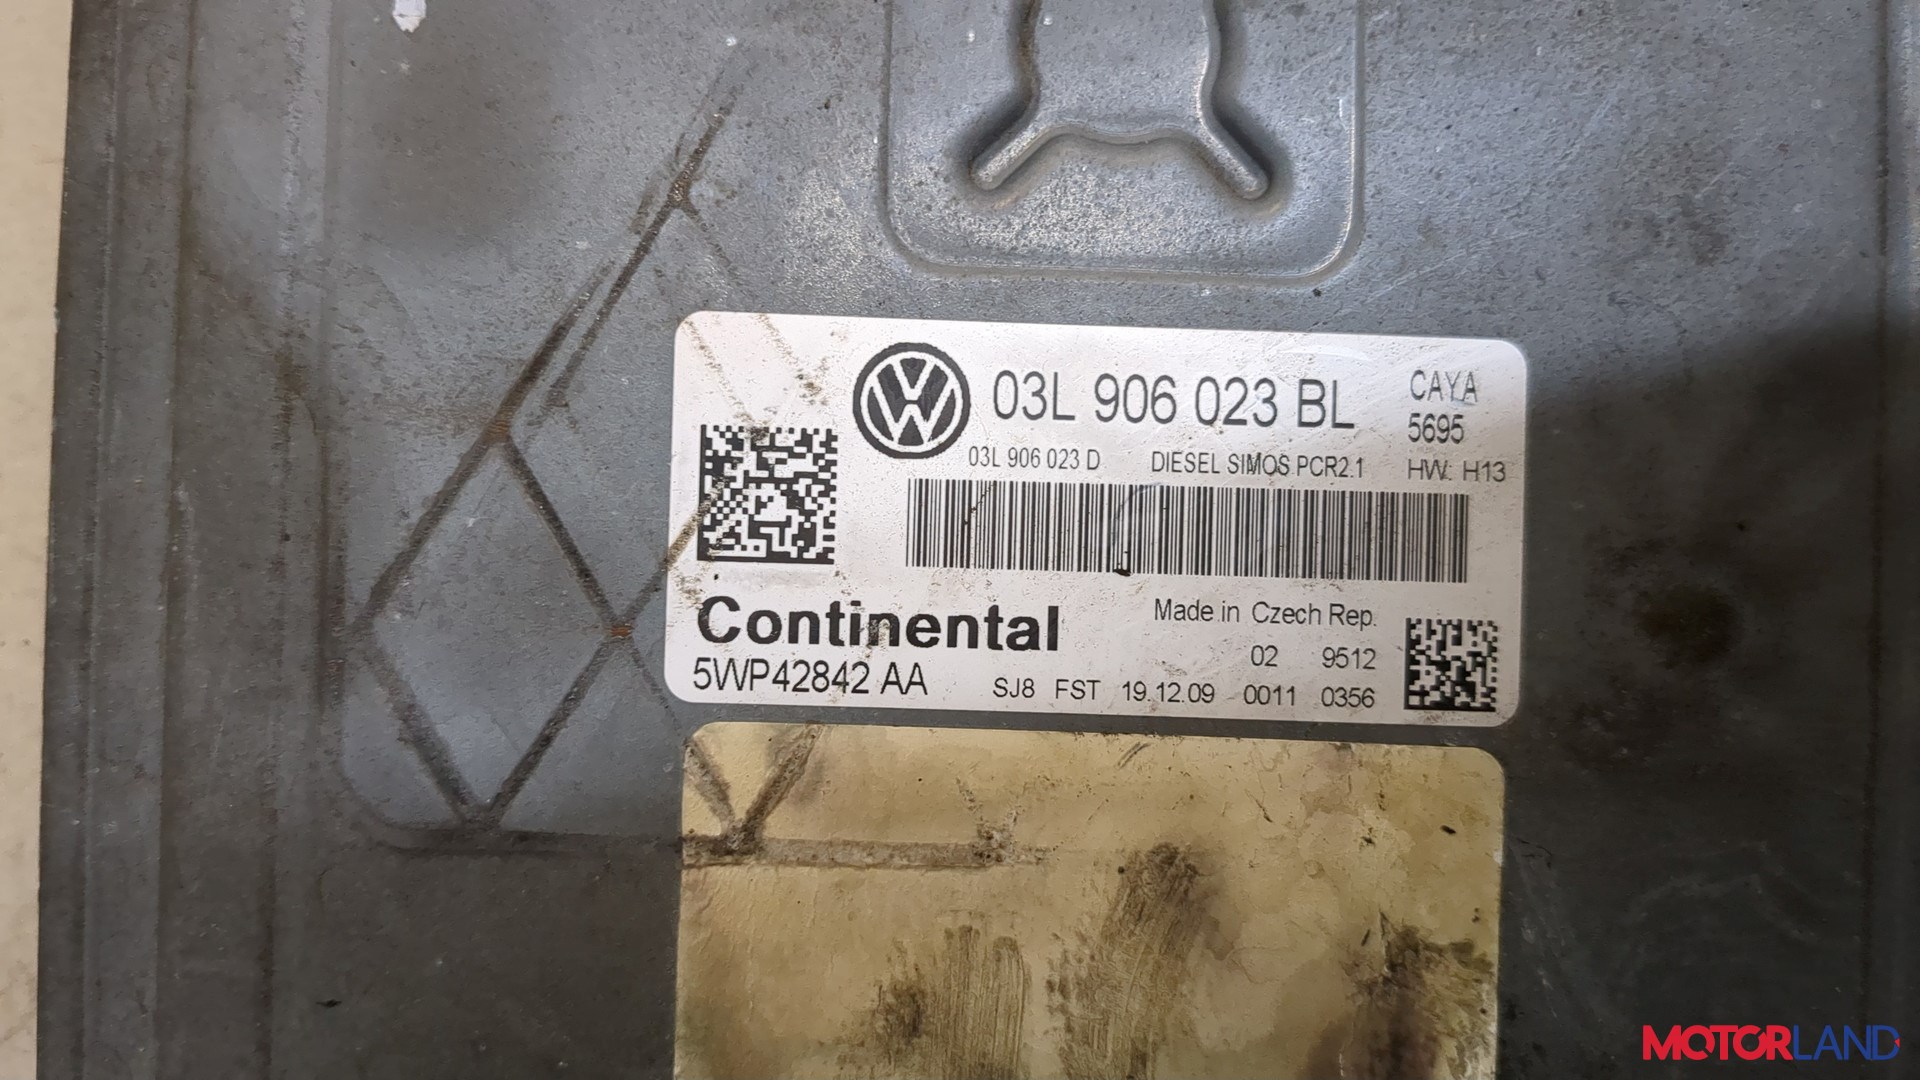 03L 906 023 BL
CAYA
5695
03L 906 023 D DIESEL SIMOS PCR2.1 HW: H13
Continental
Made in Czech Rep.
02 9512
5WP42842 AA
SJ8 FST 19.12.09 0011 0356
MOTORLAND